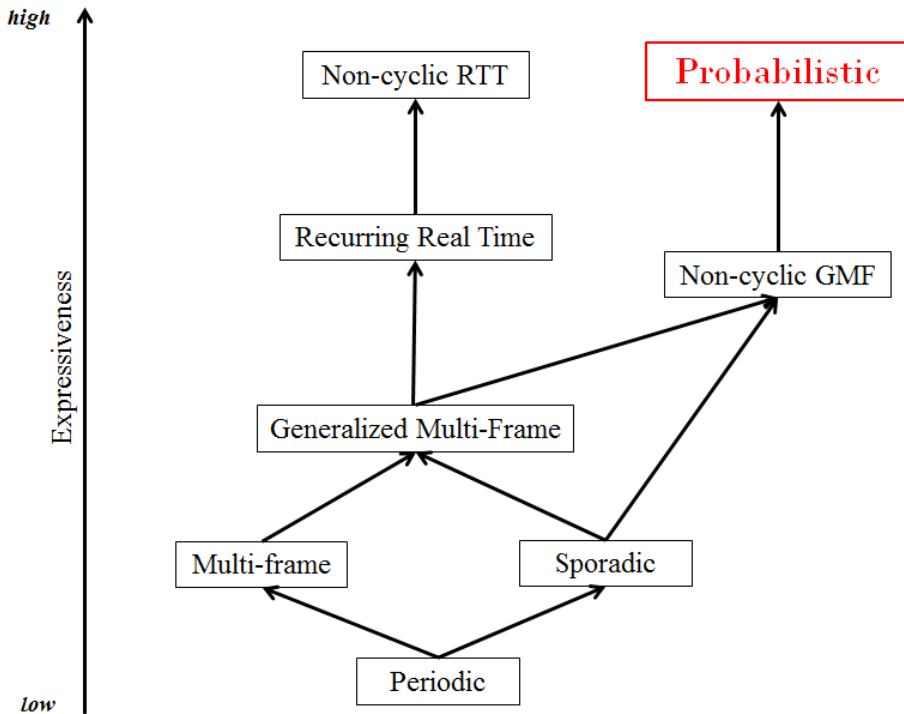 high
Non-cyclic RTT
Probabilistic
Recurring Real Time
Non-cyclic GMF
Expressiveness
Generalized Multi-Frame
Multi-frame
Sporadic
Periodic
low